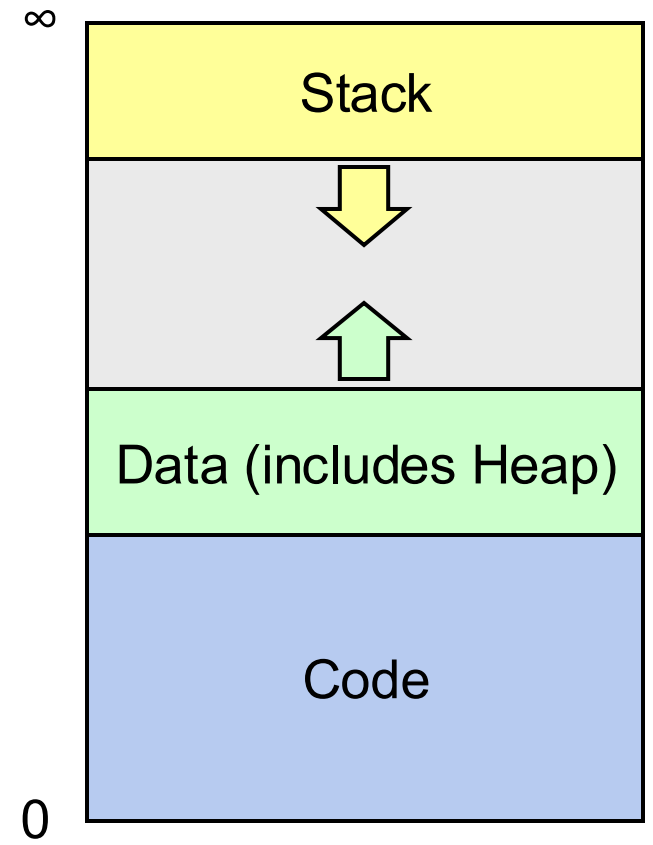 ∞
Stack
Data (includes Heap)
Code
0